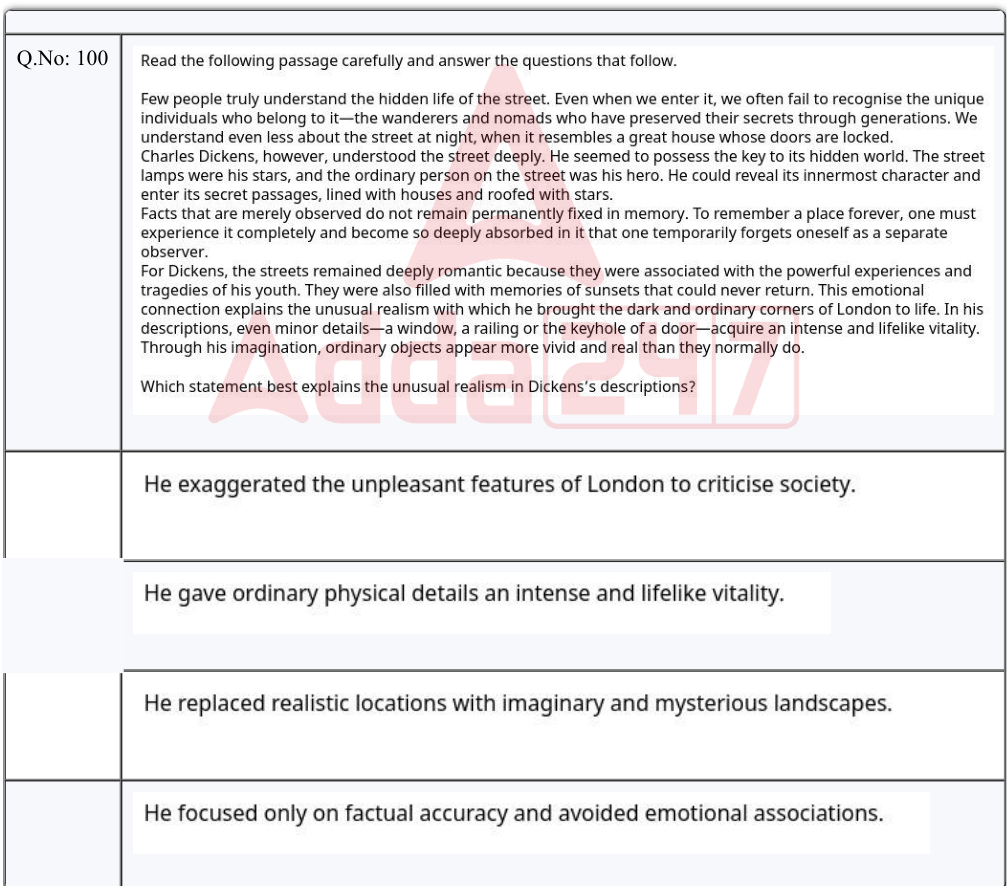 Q.No: 100
Read the following passage carefully and answer the questions that follow.
Few people truly understand the hidden life of the street. Even when we enter it, we often fail to recognise the unique
individuals who belong to it—the wanderers and nomads who have preserved their secrets through generations. We
understand even less about the street at night, when it resembles a great house whose doors are locked.
Charles Dickens, however, understood the street deeply. He seemed to possess the key to its hidden world. The street
lamps were his stars, and the ordinary person on the street was his hero. He could reveal its innermost character and
enter its secret passages, lined with houses and roofed with stars.
Facts that are merely observed do not remain permanently fixed in memory. To remember a place forever, one must
experience it completely and become so deeply absorbed in it that one temporarily forgets oneself as a separate
observer.
For Dickens, the streets remained deeply romantic because they were associated with the powerful experiences and
tragedies of his youth. They were also filled with memories of sunsets that could never return. This emotional
connection explains the unusual realism with which he brought the dark and ordinary corners of London to life. In his
descriptions, even minor details—a window, a railing or the keyhole of a door—acquire an intense and lifelike vitality.
Through his imagination, ordinary objects appear more vivid and real than they normally do.
Which statement best explains the unusual realism in Dickens's descriptions?
Adda247
He exaggerated the unpleasant features of London to criticise society.
He gave ordinary physical details an intense and lifelike vitality.
He replaced realistic locations with imaginary and mysterious landscapes.
He focused only on factual accuracy and avoided emotional associations.